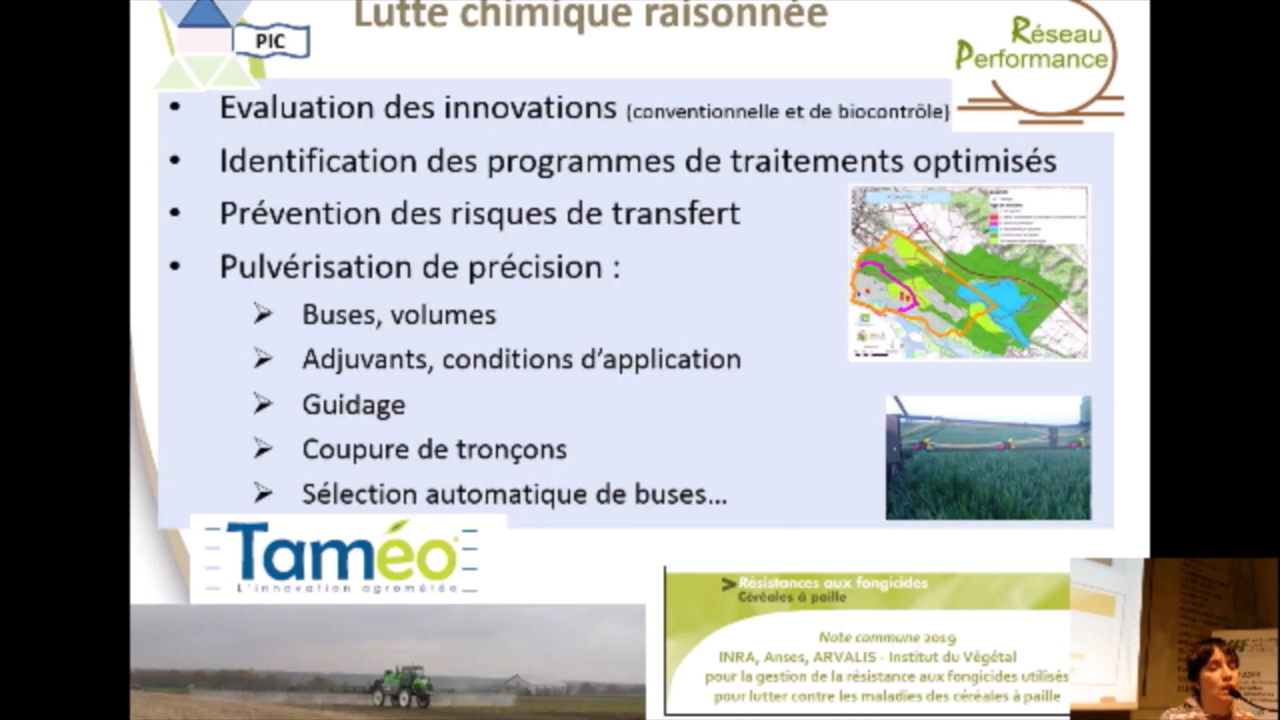 Lutte chimique raisonnée
PIC
Réseau
Performance
• Evaluation des innovations (conventionnelle et de biocontrôle)
• Identification des programmes de traitements optimisés
• Prévention des risques de transfert
• Pulvérisation de précision :
➢ Buses, volumes
➢ Adjuvants, conditions d'application
➢ Guidage
➢ Coupure de tronçons
➢ Sélection automatique de buses...
Taméo
L'innovation agrométéo
>Résistances aux fongicides
Céréales à paille
Note commune 2019
INRA, Anses, ARVALIS - Institut du Végétal
pour la gestion de la résistance aux fongicides utilisés
pour lutter contre les maladies des céréales à paille